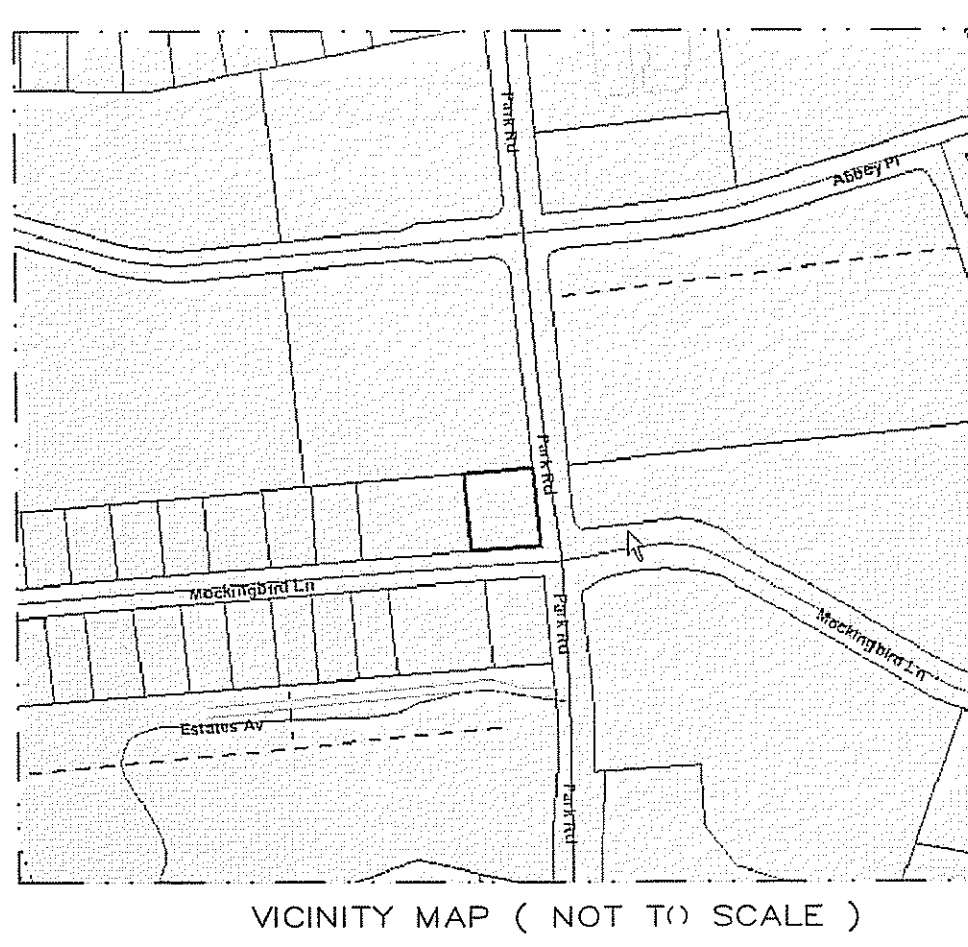 Park Rd
Abbey Pl
Park Rd
Mockingbird Ln
Park Rd
Mockingbird Ln
Estates Av
Park Rd
VICINITY MAP ( NOT TO SCALE )